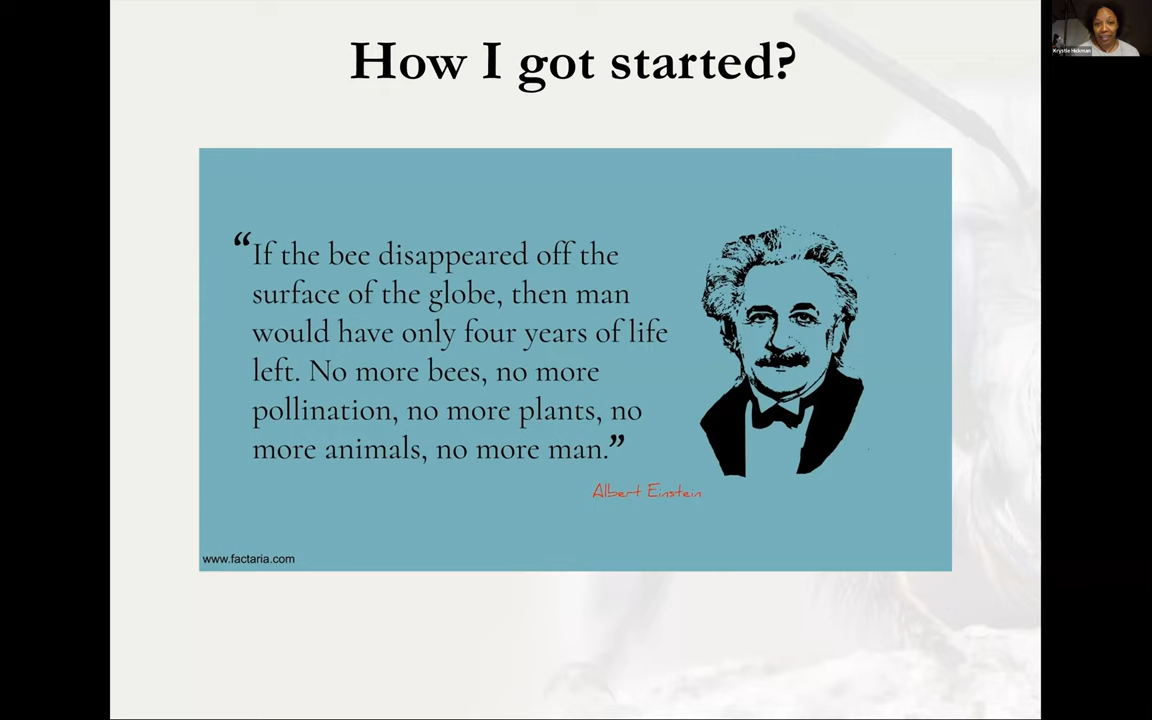 How I got started?
“If the bee disappeared off the
surface of the globe, then man
would have only four years of life
left. No more bees, no more
pollination, no more plants, no
more animals, no more man.”
Albert Einstein
www.factaria.com
Krystle Hickman